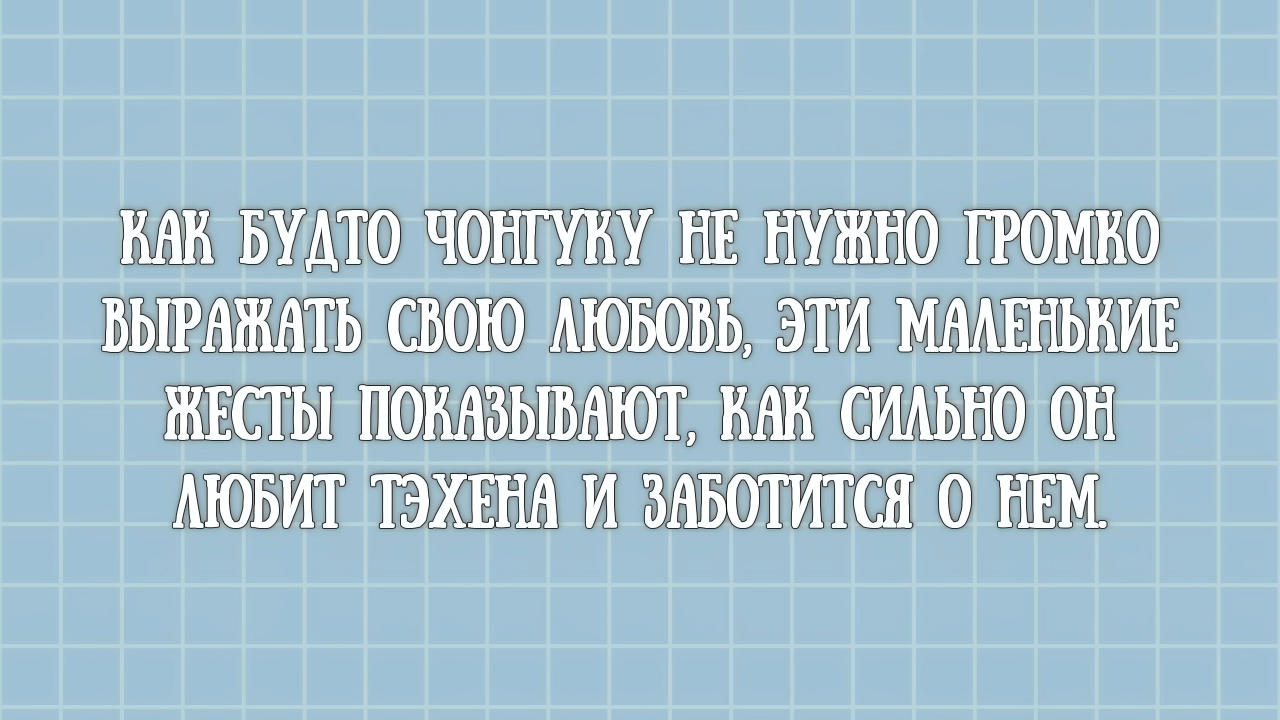 КАК БУДТО ЧОНГУКУ НЕ НУЖНО ГРОМКО
ВЫРАЖАТЬ СВОЮ ЛЮБОВЬ, ЭТИ МАЛЕНЬКИЕ
ЖЕСТЫ ПОКАЗЫВАЮТ, КАК СИЛЬНО ОН
ЛЮБИТ ТЭХЕНА И ЗАБОТИТСЯ О НЕМ.